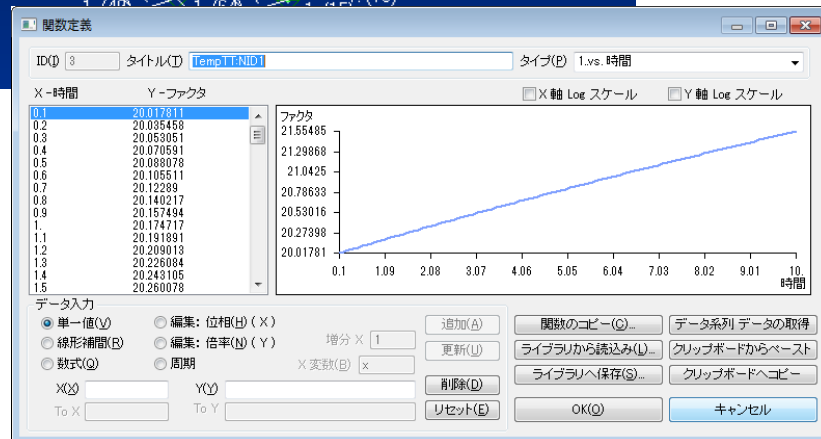 1 (48) 1 (64) 1 (15)
関数定義
ID(I) 3 タイトル(T) TempTT:NID1 タイプ(P) 1..vs. 時間
X -時間 Y -ファクタ
X 軸 Log スケール Y 軸 Log スケール
0.1 20.017811
0.2 20.035458
0.3 20.053051
0.4 20.070591
0.5 20.088078
0.6 20.105511
0.7 20.12289
0.8 20.140217
0.9 20.157494
1. 20.174717
1.1 20.191891
1.2 20.209013
1.3 20.226084
1.4 20.243105
1.5 20.260078
ファクタ
21.55485
21.29868
21.0425
20.78633
20.53016
20.27398
20.01781
0.1 1.09 2.08 3.07 4.06 5.05 6.04 7.03 8.02 9.01 10.
時間
データ入力
単一値(V) 編集: 位相(H) ( X )
線形補間(R) 編集: 倍率(N) ( Y )
数式(Q) 周期
増分 X 1
X 変数(B) x
X(X) Y(Y)
To X To Y
追加(A)
更新(U)
削除(D)
リセット(E)
関数のコピー(C)... データ系列 データの取得
ライブラリから読込み(L)... クリップボードからペースト
ライブラリへ保存(S)... クリップボードへコピー
OK(O) キャンセル